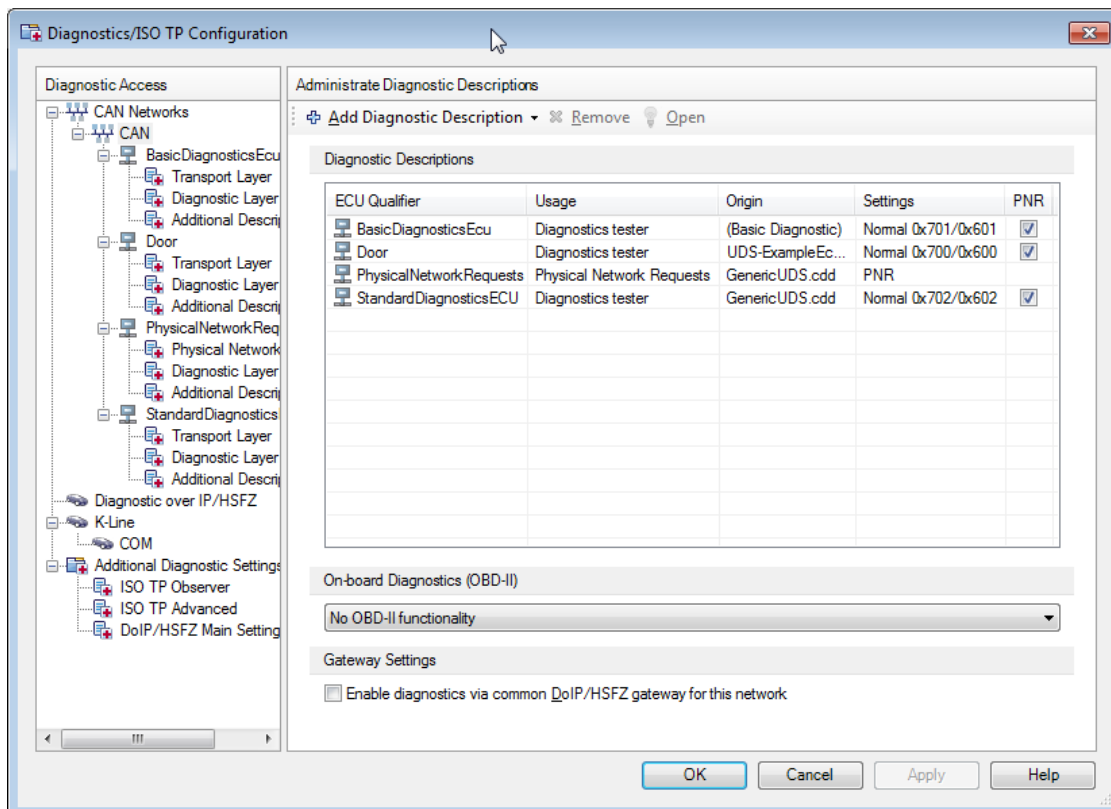 Diagnostics/ISO TP Configuration
Diagnostic Access
CAN Networks
CAN
BasicDiagnosticsEcu
Transport Layer
Diagnostic Layer
Additional Descri
Door
Transport Layer
Diagnostic Layer
Additional Descri
PhysicalNetworkReq
Physical Network
Diagnostic Layer
Additional Descri
StandardDiagnostics
Transport Layer
Diagnostic Layer
Additional Descri
Diagnostic over IP/HSFZ
K-Line
COM
Additional Diagnostic Settings
ISO TP Observer
ISO TP Advanced
DoIP/HSFZ Main Setting
Administrate Diagnostic Descriptions
Add Diagnostic Description Remove Open
Diagnostic Descriptions
ECU Qualifier Usage Origin Settings PNR
BasicDiagnosticsEcu Diagnostics tester (Basic Diagnostic) Normal 0x701/0x601
Door Diagnostics tester UDS-ExampleEc... Normal 0x700/0x600
PhysicalNetworkRequests Physical Network Requests GenericUDS.cdd PNR
StandardDiagnosticsECU Diagnostics tester GenericUDS.cdd Normal 0x702/0x602
On-board Diagnostics (OBD-II)
No OBD-II functionality
Gateway Settings
Enable diagnostics via common DoIP/HSFZ gateway for this network
OK Cancel Apply Help